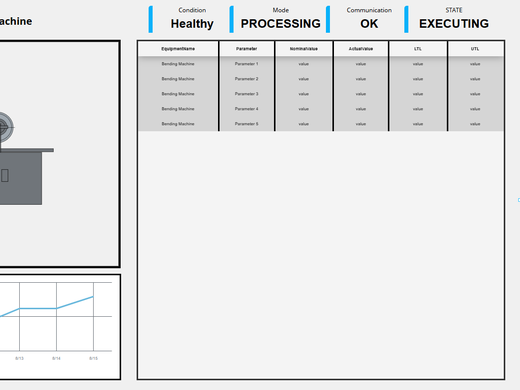 achine
Condition Mode Communication STATE
Healthy PROCESSING OK EXECUTING
EquipmentName Parameter NominalValue ActualValue LTL UTL
Bending Machine Parameter 1 value value value value
Bending Machine Parameter 2 value value value value
Bending Machine Parameter 3 value value value value
Bending Machine Parameter 4 value value value value
Bending Machine Parameter 5 value value value value